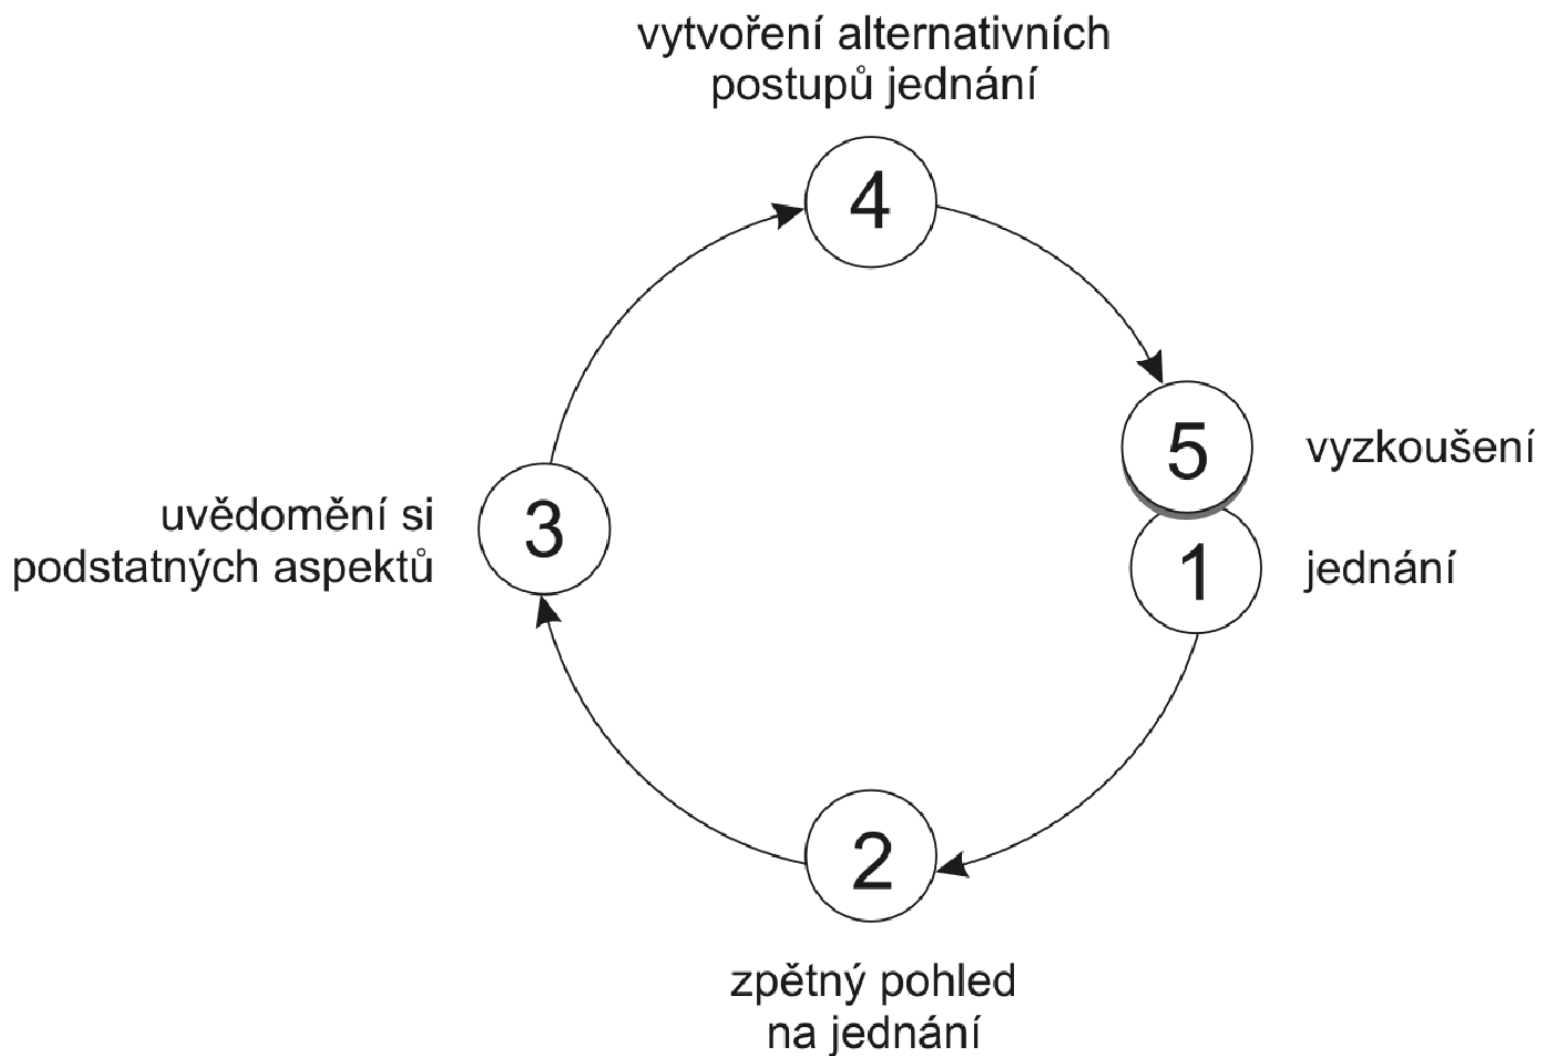 vytvoření alternativních
postupů jednání
4
5
vyzkoušení
uvědomění si
podstatných aspektů
3
1
jednání
2
zpětný pohled
na jednání